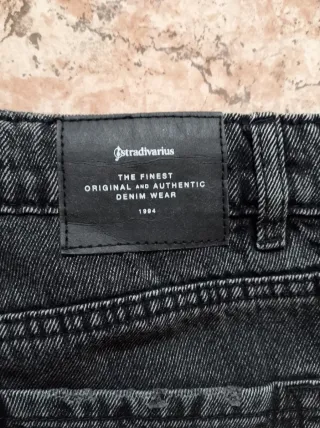 stradivarius
THE FINEST
ORIGINAL AND AUTHENTIC
DENIM WEAR
1994